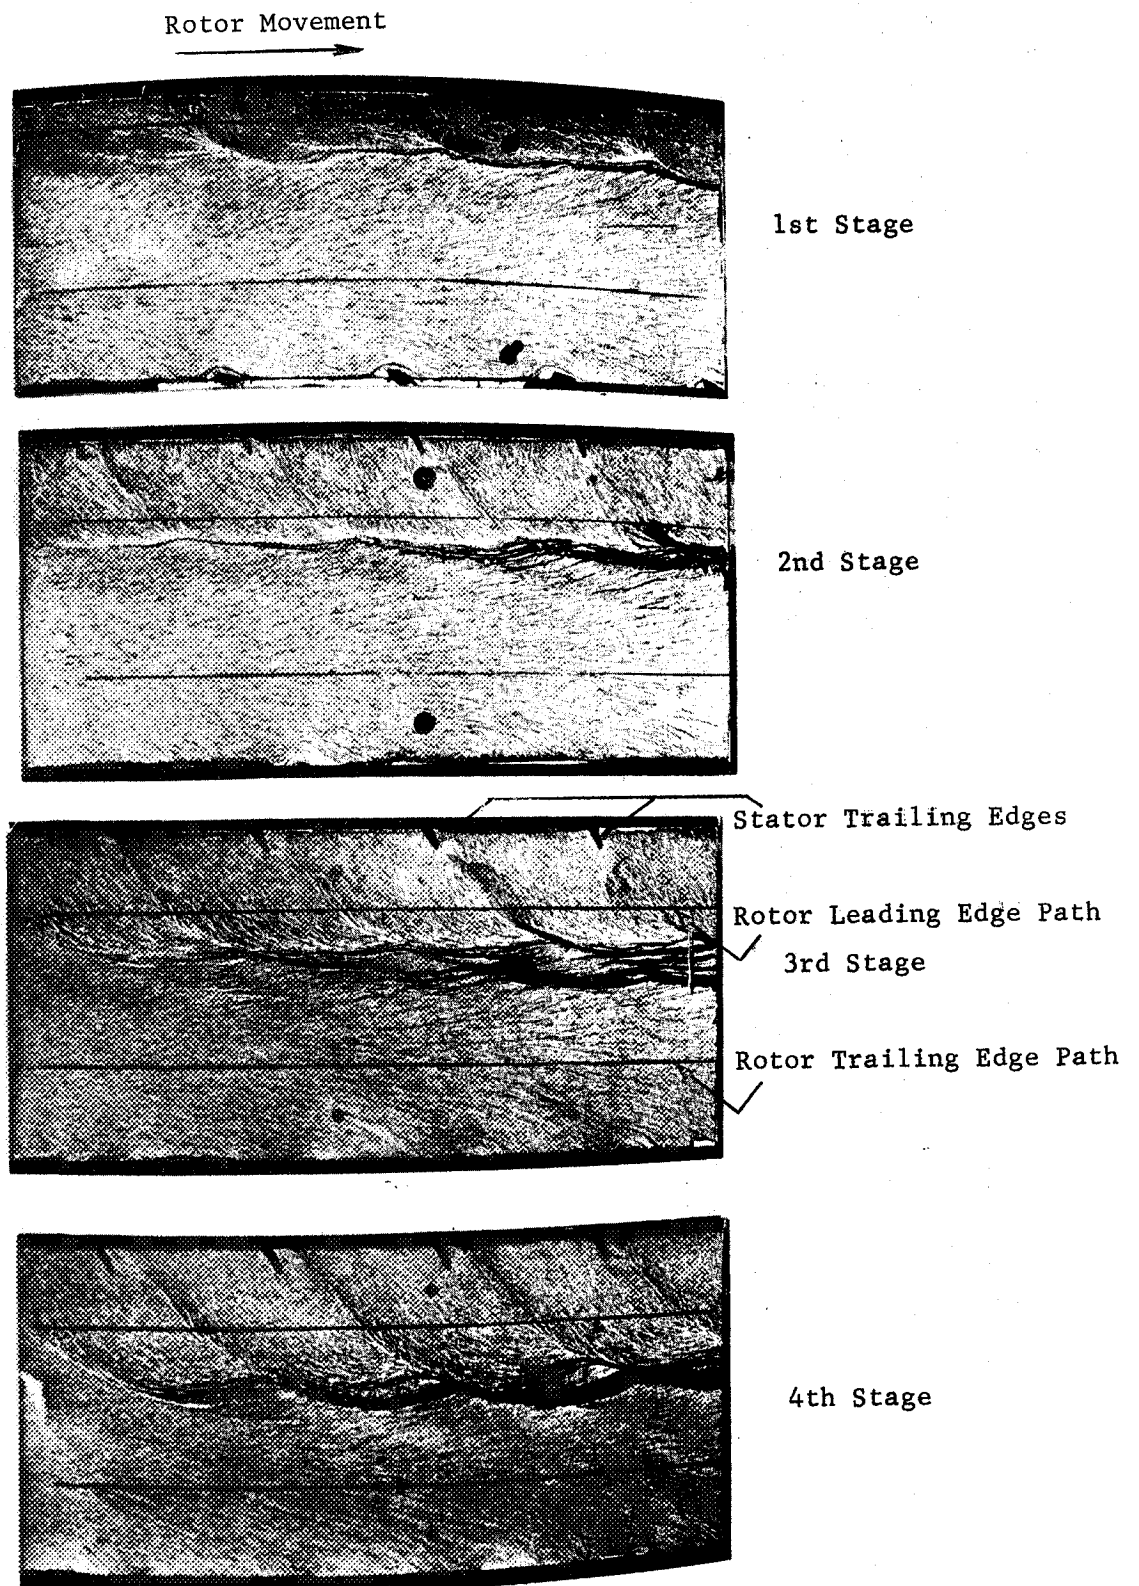 Rotor Movement
1st Stage
2nd Stage
Stator Trailing Edges
Rotor Leading Edge Path
3rd Stage
Rotor Trailing Edge Path
4th Stage